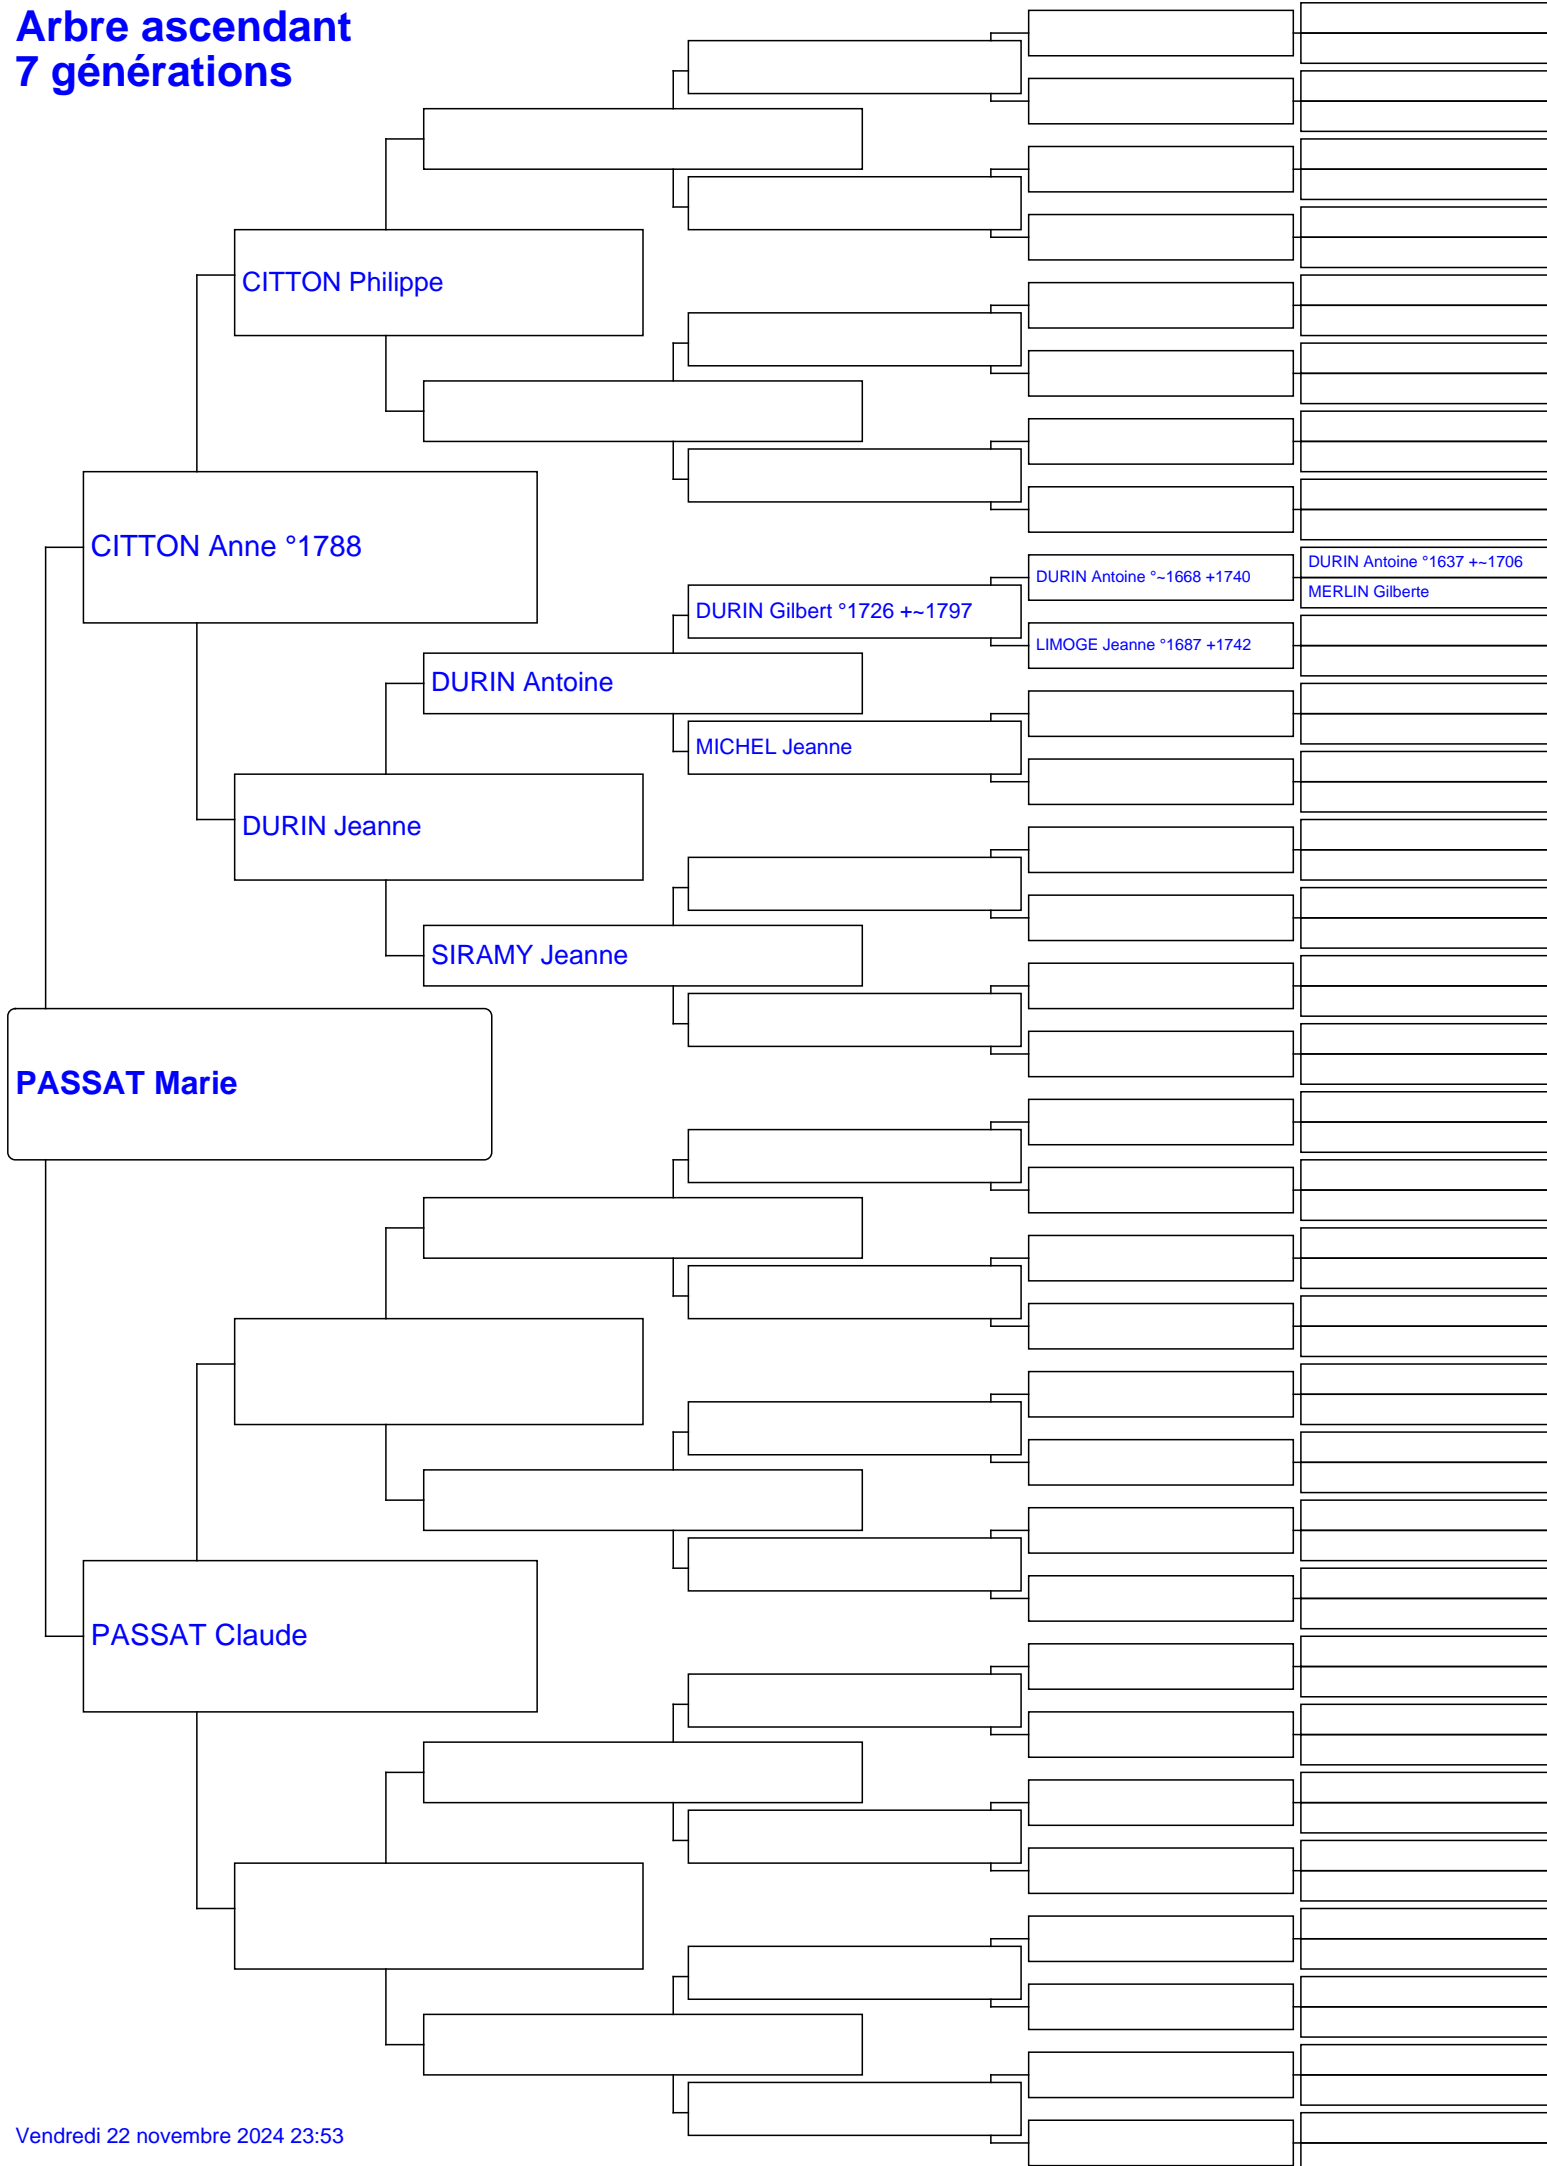 Arbre ascendant
7 générations
CITTON Philippe
CITTON Anne °1788
DURIN Antoine °1637 +~1706
DURIN Antoine °~1668 +1740
MERLIN Gilberte
DURIN Gilbert °1726 +~1797
LIMOGE Jeanne °1687 +1742
DURIN Antoine
MICHEL Jeanne
DURIN Jeanne
SIRAMY Jeanne
PASSAT Marie
PASSAT Claude
Vendredi 22 novembre 2024 23:53